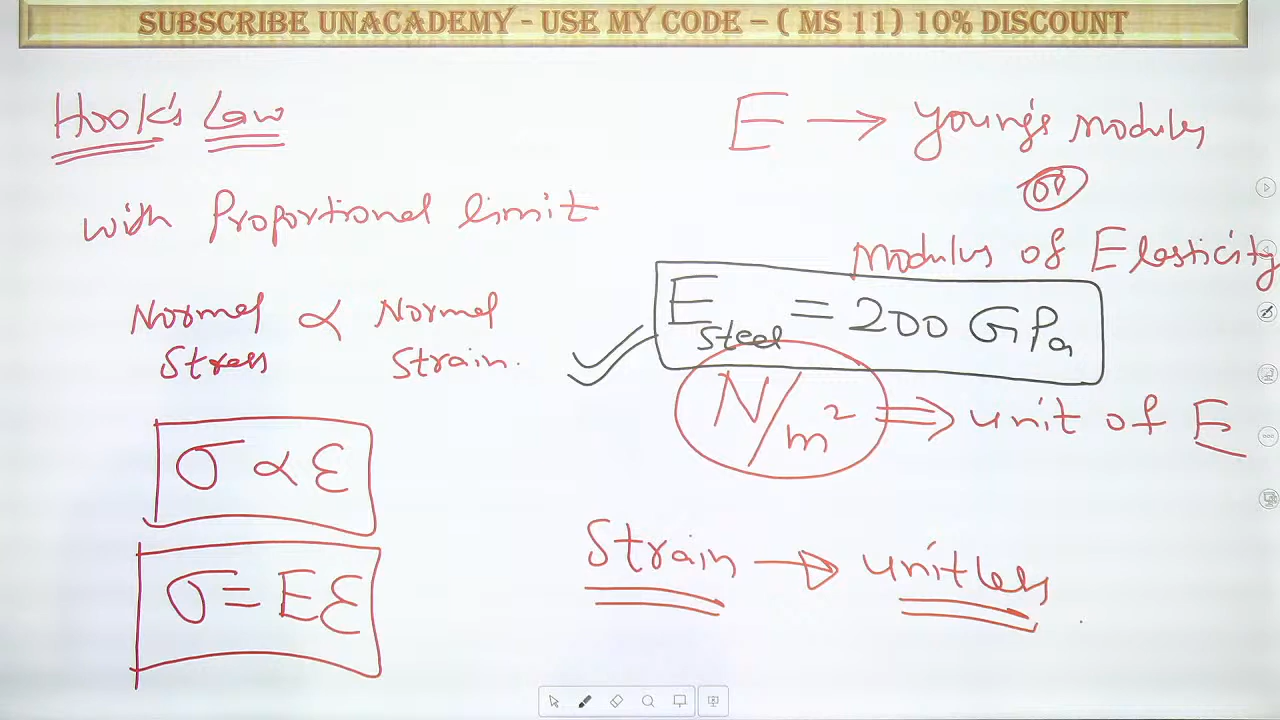 SUBSCRIBE UNACADEMY - USE MY CODE – ( MS 11) 10% DISCOUNT
Hook's Law
with Proportional limit
Normal ∝ Normal
Stress Strain.
σ ∝ ε
σ = Eε
E → young's modulus
or
modulus of Elasticity
E steel = 200 GPa
N/m² ⇒ unit of E
Strain → unitless